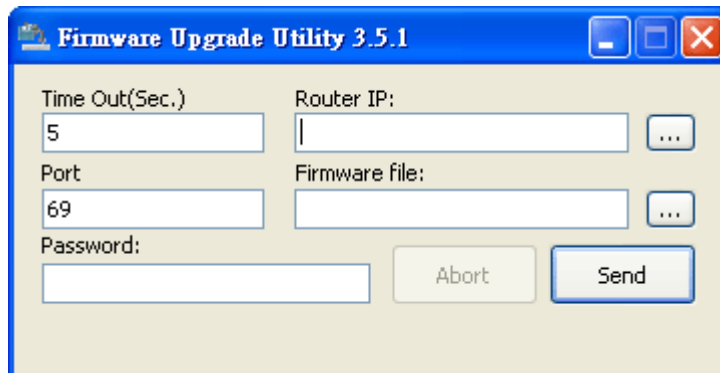 Firmware Upgrade Utility 3.5.1
Time Out(Sec.) Router IP:
5 ...
Port Firmware file:
69 ...
Password:
Abort Send